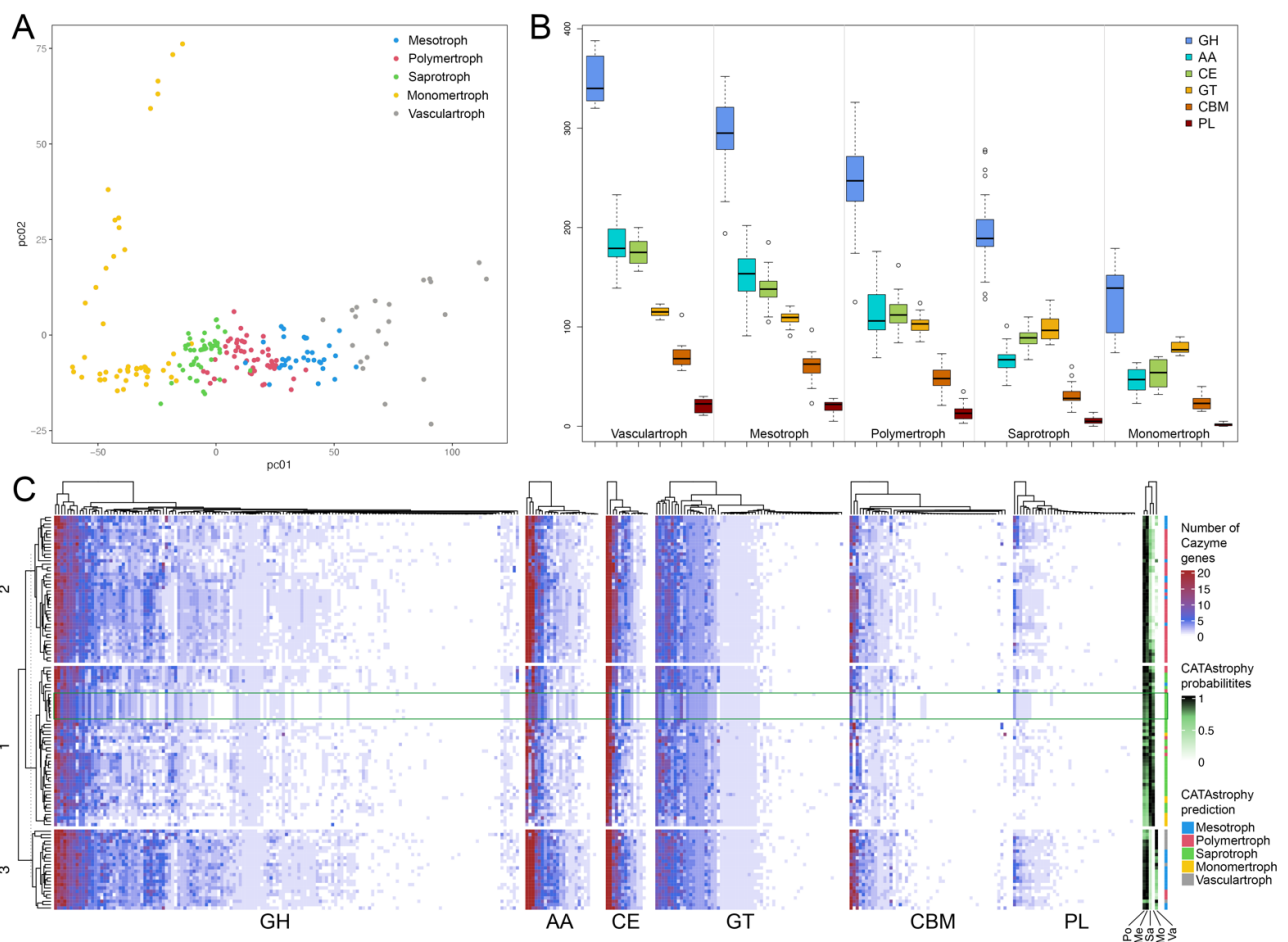 A
75
50
25
0
−25
pc02
−50
0
50
100
pc01
Mesotroph
Polymertroph
Saprotroph
Monomertroph
Vasculartroph
B
400
300
200
100
0
GH
AA
CE
GT
CBM
PL
Vasculartroph
Mesotroph
Polymertroph
Saprotroph
Monomertroph
C
2
1
3
GH
AA
CE
GT
CBM
PL
Po
Me
Sa
Mo
Va
Number of
Cazyme
genes
20
15
10
5
0
CATAstrophy
probabilitites
1
0.5
0
CATAstrophy
prediction
Mesotroph
Polymertroph
Saprotroph
Monomertroph
Vasculartroph